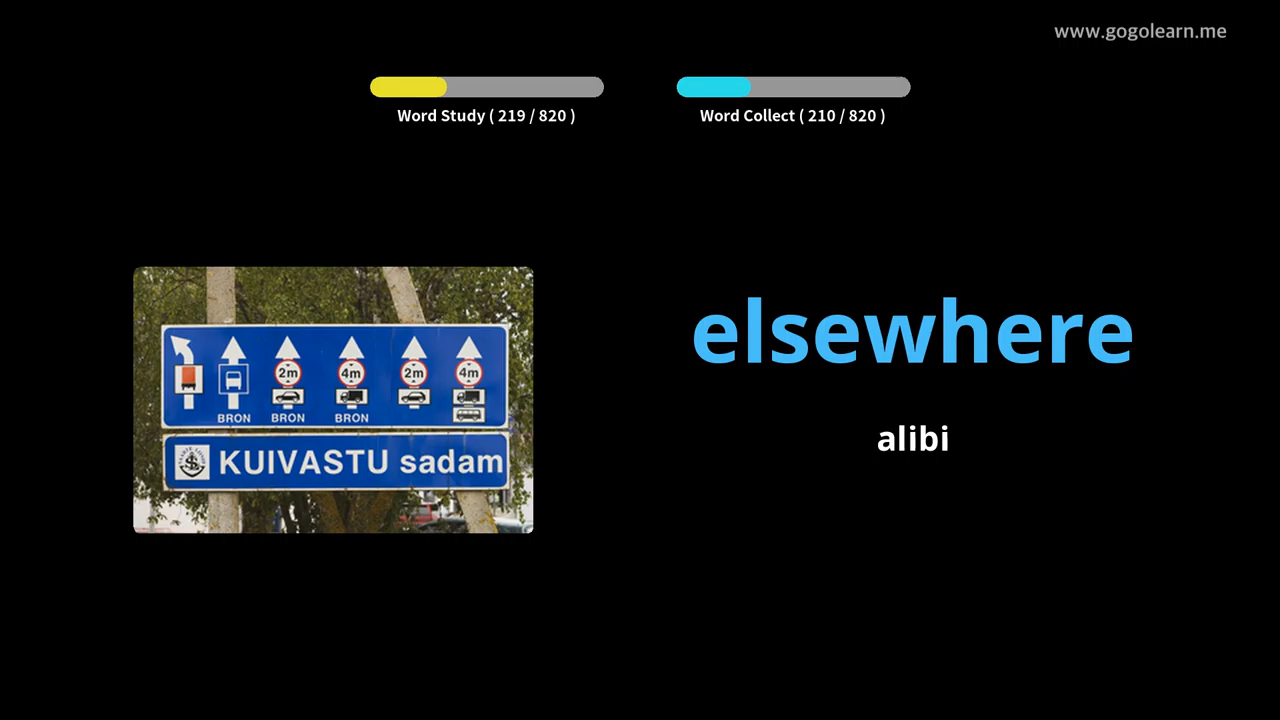 www.gogolearn.me
Word Study ( 219 / 820 )
Word Collect ( 210 / 820 )
2m 4m 2m 4m
BRON BRON BRON
KUIVASTU sadam
elsewhere
alibi